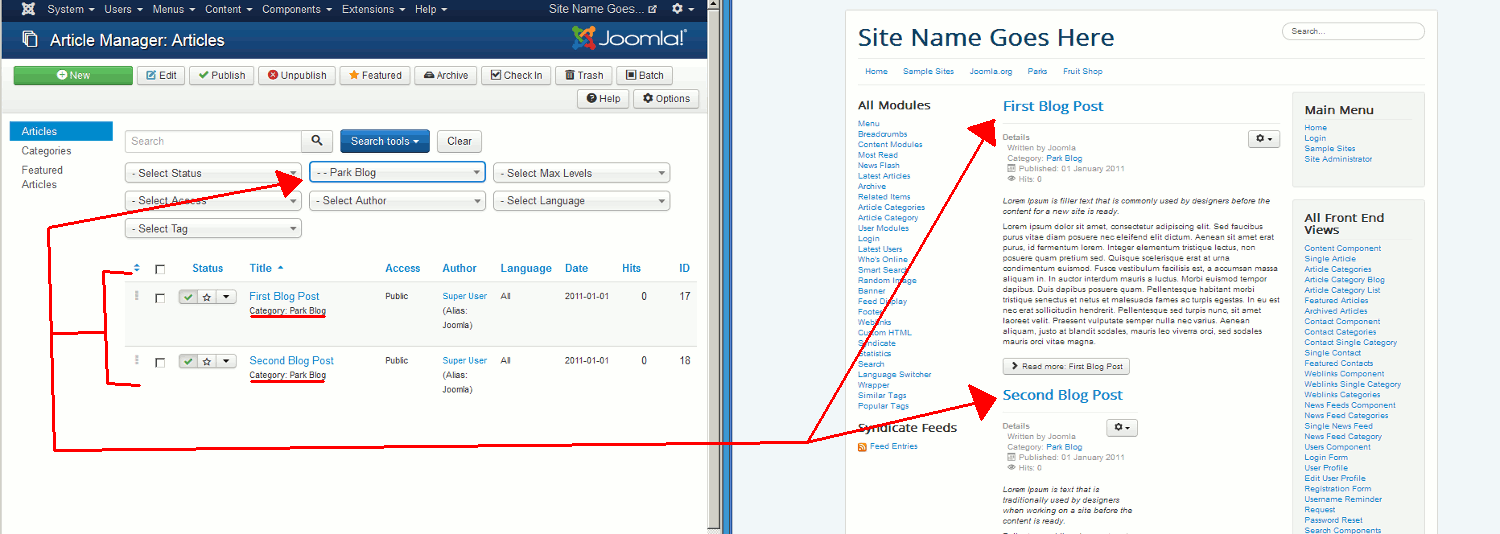 System Users Menus Content Components Extensions Help Site Name Goes...
Article Manager: Articles
Joomla!
New Edit Publish Unpublish Featured Archive Check In Trash Batch
Help Options
Articles
Categories
Featured
Articles
Search Search tools Clear
- Select Status - - Park Blog - Select Max Levels
- Select Access - Select Author - Select Language
- Select Tag
Status Title Access Author Language Date Hits ID
First Blog Post Public Super User All 2011-01-01 0 17
Category: Park Blog (Alias:
Joomla)
Second Blog Post Public Super User All 2011-01-01 0 18
Category: Park Blog (Alias:
Joomla)
Site Name Goes Here
Search...
Home Sample Sites Joomla.org Parks Fruit Shop
All Modules
Menu
Breadcrumbs
Content Modules
Most Read
News Flash
Latest Articles
Archive
Related Items
Article Categories
Article Category
User Modules
Login
Latest Users
Who's Online
Smart Search
Random Image
Banner
Feed Display
Footer
Weblinks
Custom HTML
Syndicate
Statistics
Search
Language Switcher
Wrapper
Similar Tags
Popular Tags
Syndicate Feeds
Feed Entries
First Blog Post
Details
Written by Joomla
Category: Park Blog
Published: 01 January 2011
Hits: 0
Lorem Ipsum is filler text that is commonly used by designers before the
content for a new site is ready.
Lorem ipsum dolor sit amet, consectetur adipiscing elit. Sed faucibus
purus vitae diam posuere nec eleifend elit dictum. Aenean sit amet erat
purus, id fermentum lorem. Integer elementum tristique lectus, non
posuere quam pretium sed. Quisque scelerisque erat at urna
condimentum euismod. Fusce vestibulum facilisis est, a accumsan massa
aliquam in. In auctor interdum mauris a luctus. Morbi euismod tempor
dapibus. Duis dapibus posuere quam. Pellentesque habitant morbi
tristique senectus et netus et malesuada fames ac turpis egestas. In eu est
nec erat sollicitudin hendrerit. Pellentesque sed turpis nunc, sit amet
laoreet velit. Praesent vulputate semper nulla nec varius. Aenean
aliquam, justo at blandit sodales, mauris leo viverra orci, sed sodales
mauris orci vitae magna.
Read more: First Blog Post
Second Blog Post
Details
Written by Joomla
Category: Park Blog
Published: 01 January 2011
Hits: 0
Lorem Ipsum is text that is
traditionally used by designers
when working on a site before the
content is ready.
Main Menu
Home
Login
Sample Sites
Site Administrator
All Front End
Views
Content Component
Single Article
Article Categories
Article Category Blog
Article Category List
Featured Articles
Archived Articles
Contact Component
Contact Categories
Contact Single Category
Single Contact
Featured Contacts
Weblinks Component
Weblinks Single Category
Weblinks Categories
News Feeds Component
News Feed Categories
Single News Feed
News Feed Category
Users Component
Login Form
User Profile
Edit User Profile
Registration Form
Username Reminder
Request
Password Reset
Search Components